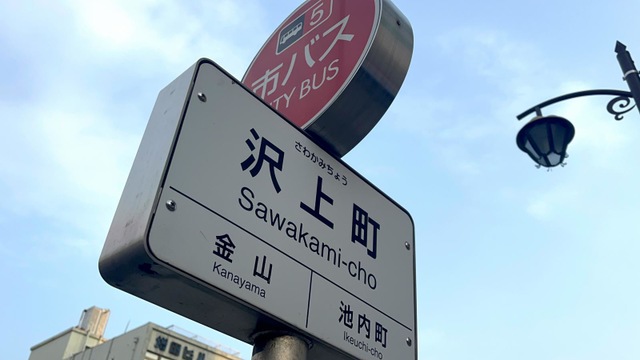 5
市バス
CITY BUS
さわかみちょう
沢上町
Sawakami-cho
金山
Kanayama
池内町
Ikeuchi-cho